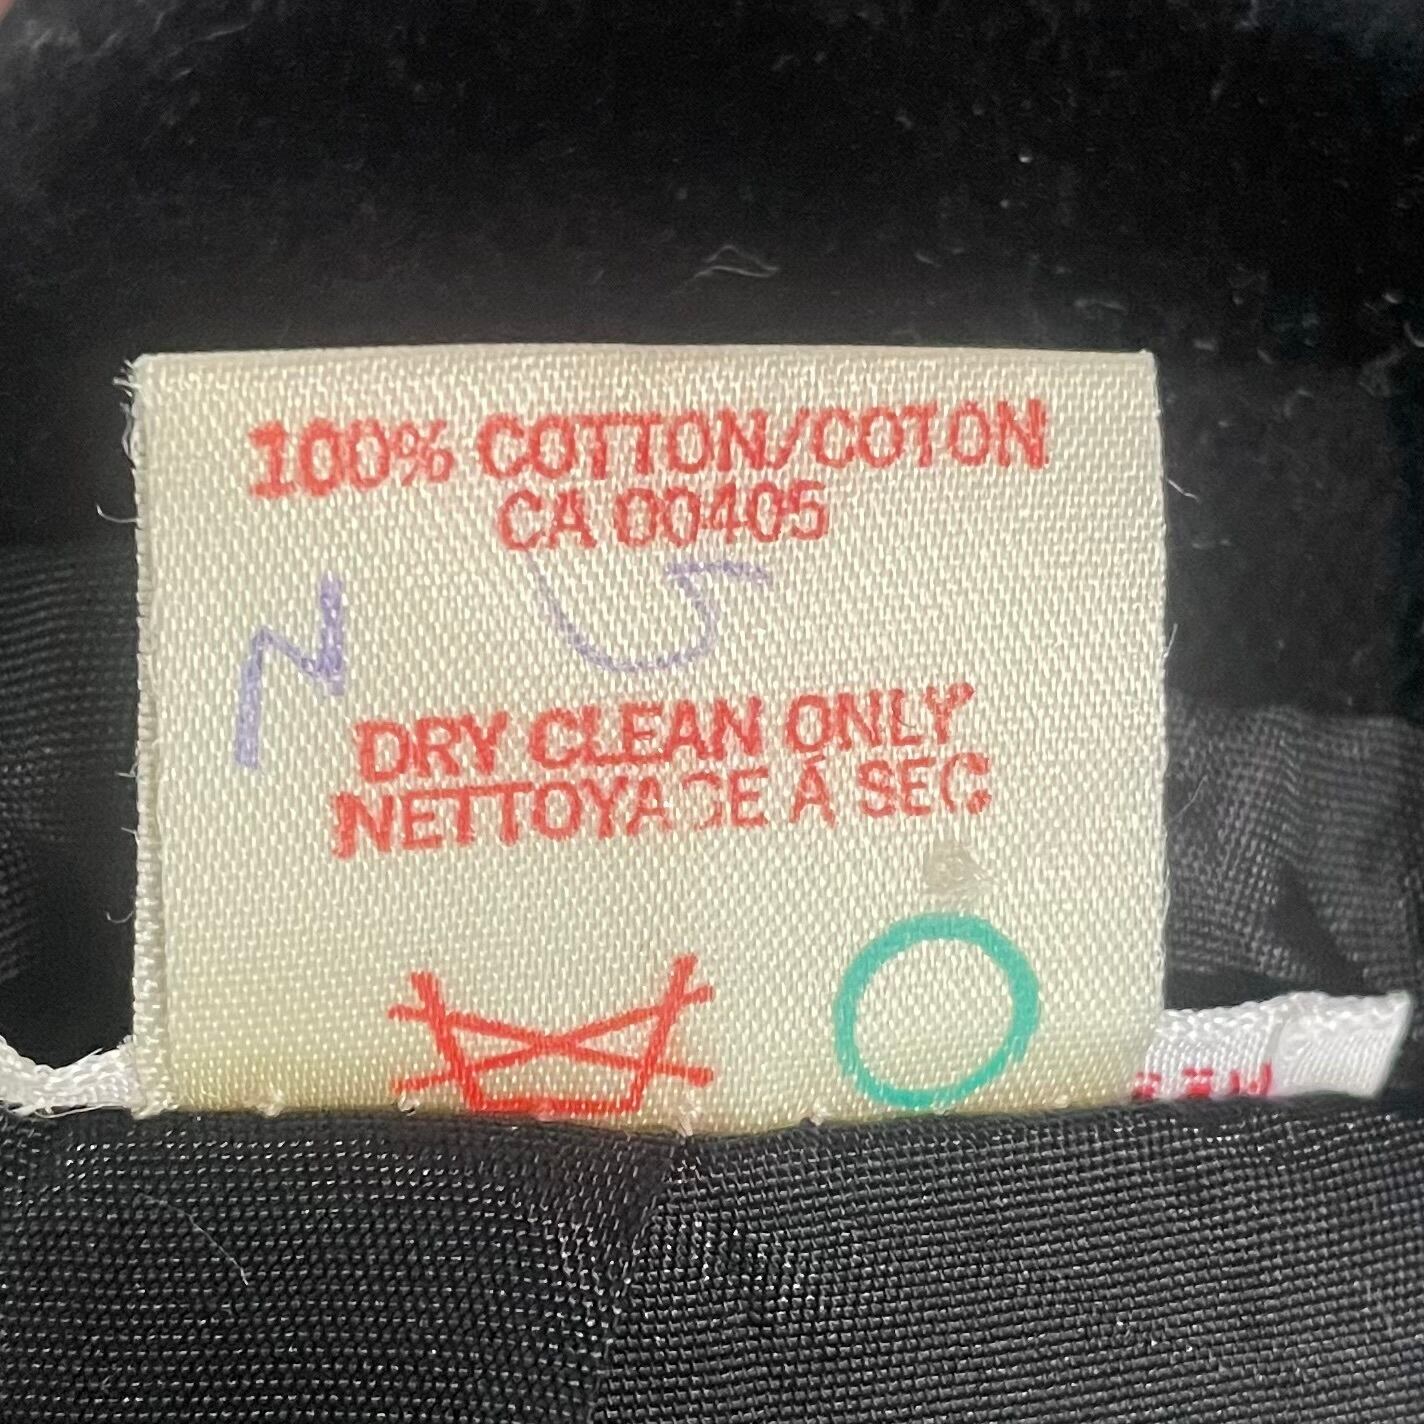 100% COTTON/COTON
CA 00405
DRY CLEAN ONLY
NETTOYAGE À SEC